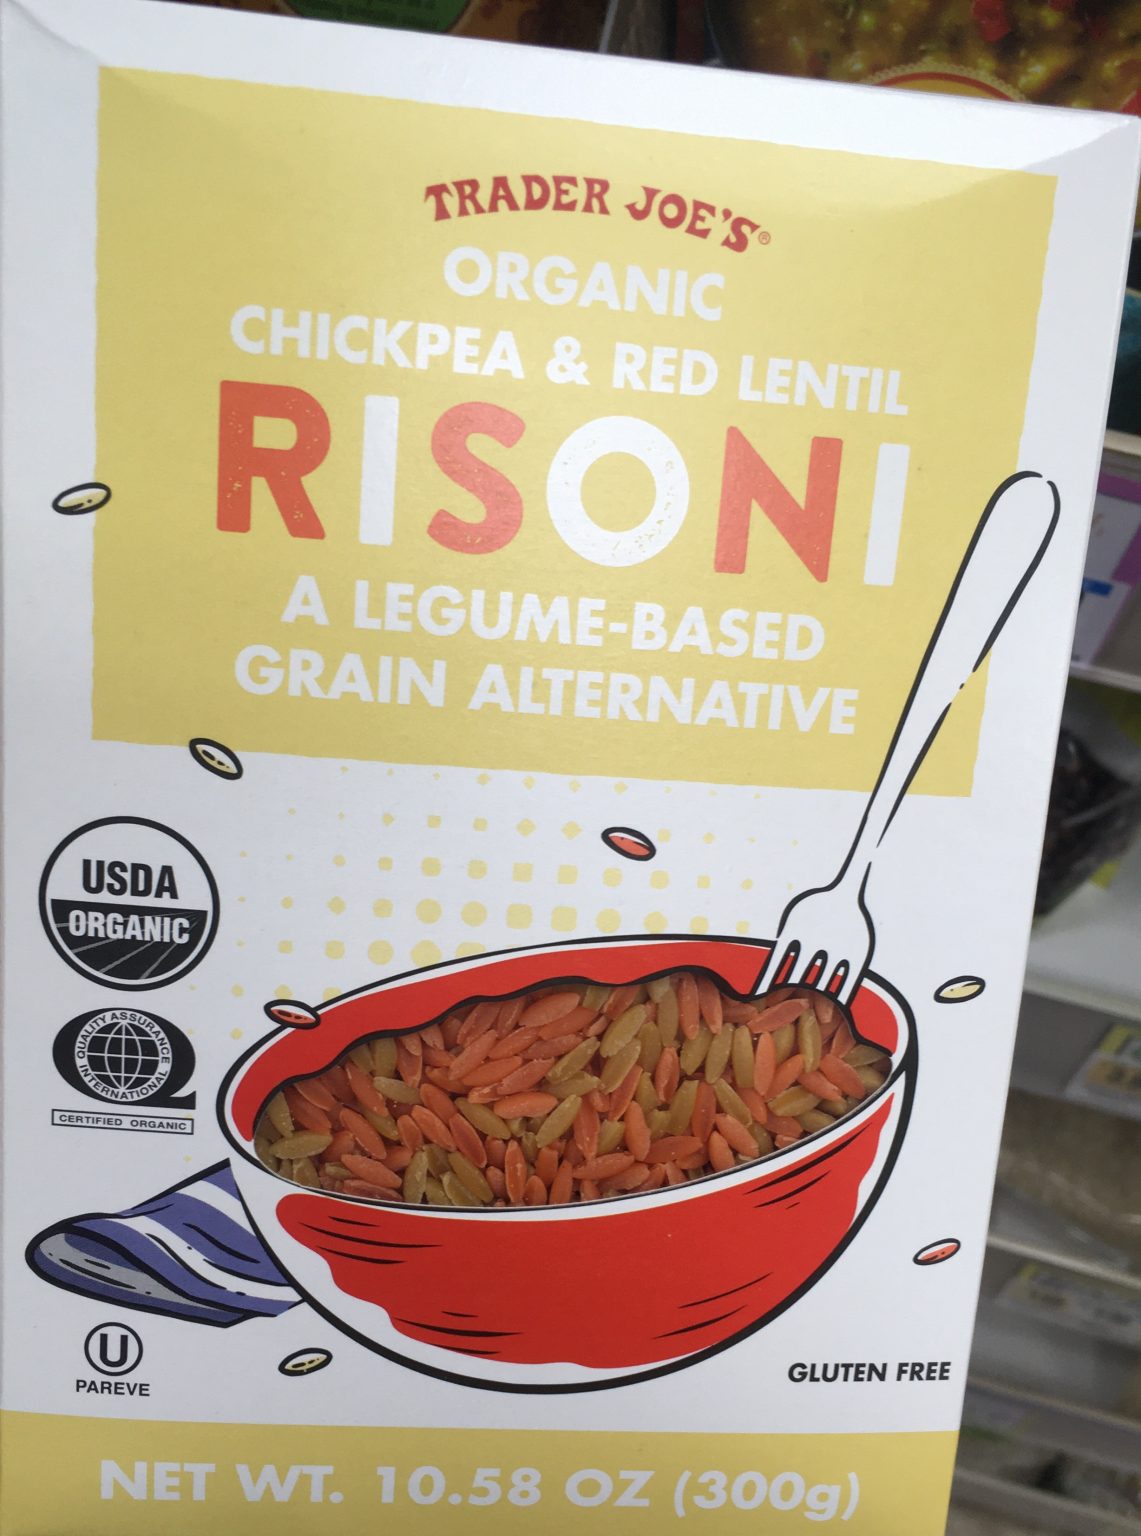 TRADER JOE'S®
ORGANIC
CHICKPEA & RED LENTIL
RISONI
A LEGUME-BASED
GRAIN ALTERNATIVE
USDA
ORGANIC
QUALITY ASSURANCE
INTERNATIONAL
CERTIFIED ORGANIC
U
PAREVE
GLUTEN FREE
NET WT. 10.58 OZ (300g)